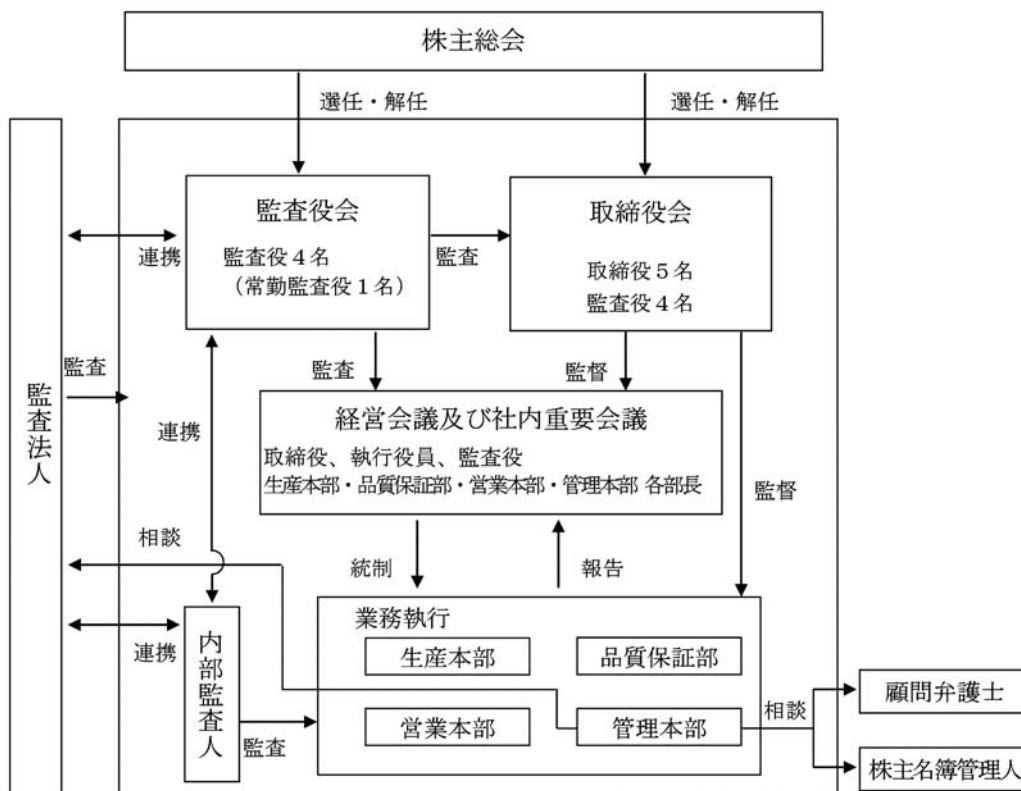 株主総会
選任・解任
選任・解任
監査役会
監査役４名
（常勤監査役１名）
連携
監査
取締役会
取締役５名
監査役４名
監査
監査法人
監査
監督
連携
経営会議及び社内重要会議
取締役、執行役員、監査役
生産本部・品質保証部・営業本部・管理本部 各部長
監督
相談
統制
報告
業務執行
生産本部
品質保証部
連携
内部監査人
監査
営業本部
管理本部
相談
顧問弁護士
株主名簿管理人